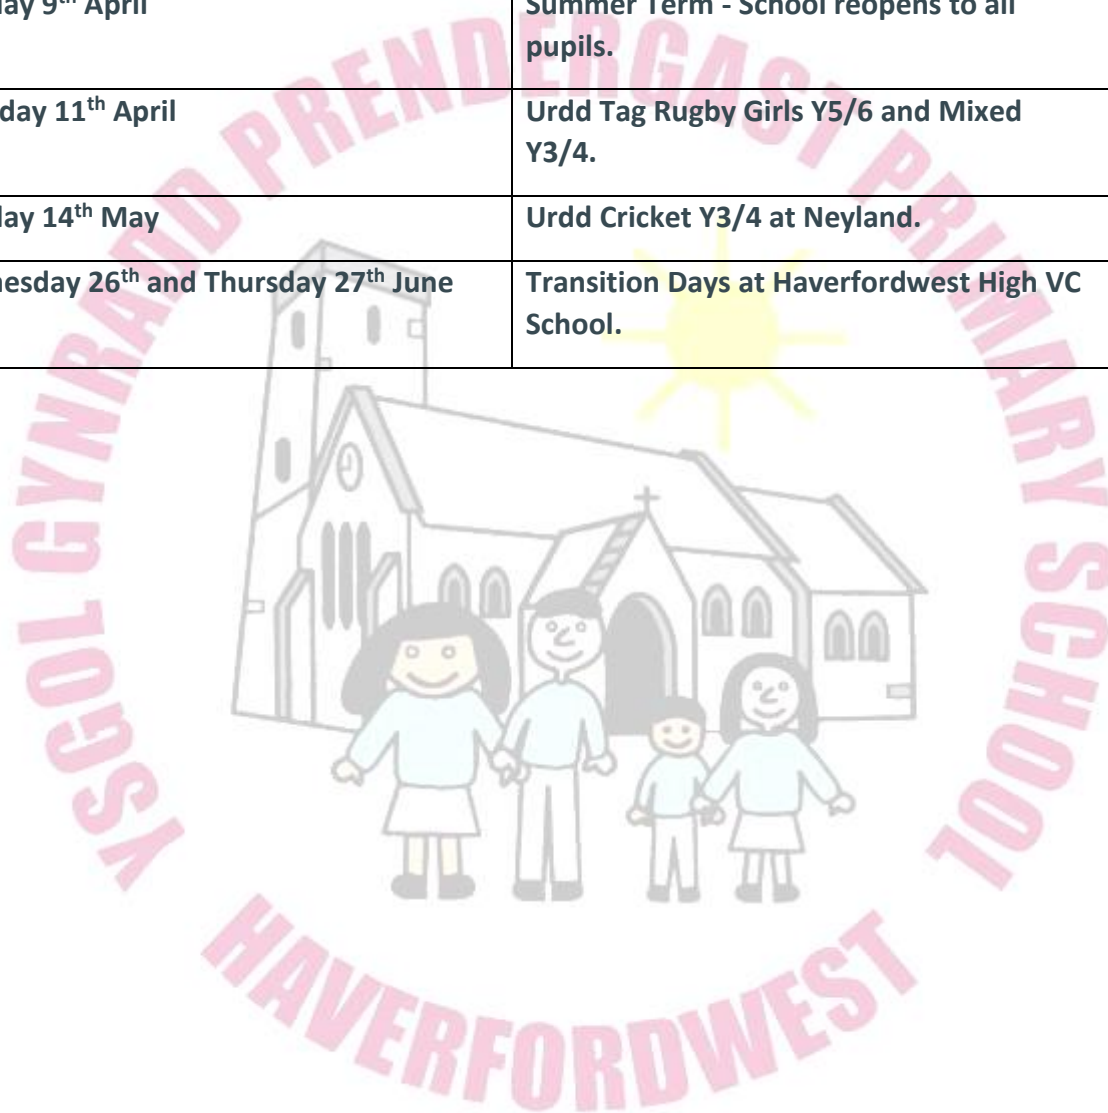 day 9th April
Summer Term - School reopens to all
pupils.
day 11th April
Urdd Tag Rugby Girls Y5/6 and Mixed
Y3/4.
day 14th May
Urdd Cricket Y3/4 at Neyland.
nesday 26th and Thursday 27th June
Transition Days at Haverfordwest High VC
School.
YSGOL GYNRADD PRENDERGAST PRIMARY SCHOOL
HAVERFORDWEST